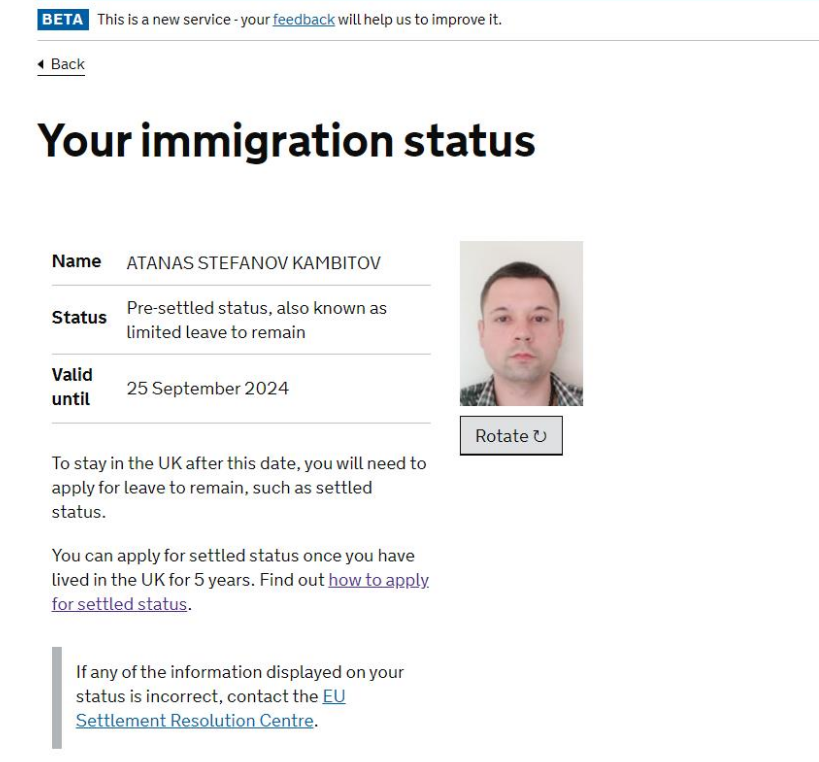 BETA This is a new service - your feedback will help us to improve it.
Back
Your immigration status
Name ATANAS STEFANOV KAMBITOV
Status Pre-settled status, also known as
limited leave to remain
Valid
until 25 September 2024
Rotate ↻
To stay in the UK after this date, you will need to
apply for leave to remain, such as settled
status.
You can apply for settled status once you have
lived in the UK for 5 years. Find out how to apply
for settled status.
If any of the information displayed on your
status is incorrect, contact the EU
Settlement Resolution Centre.